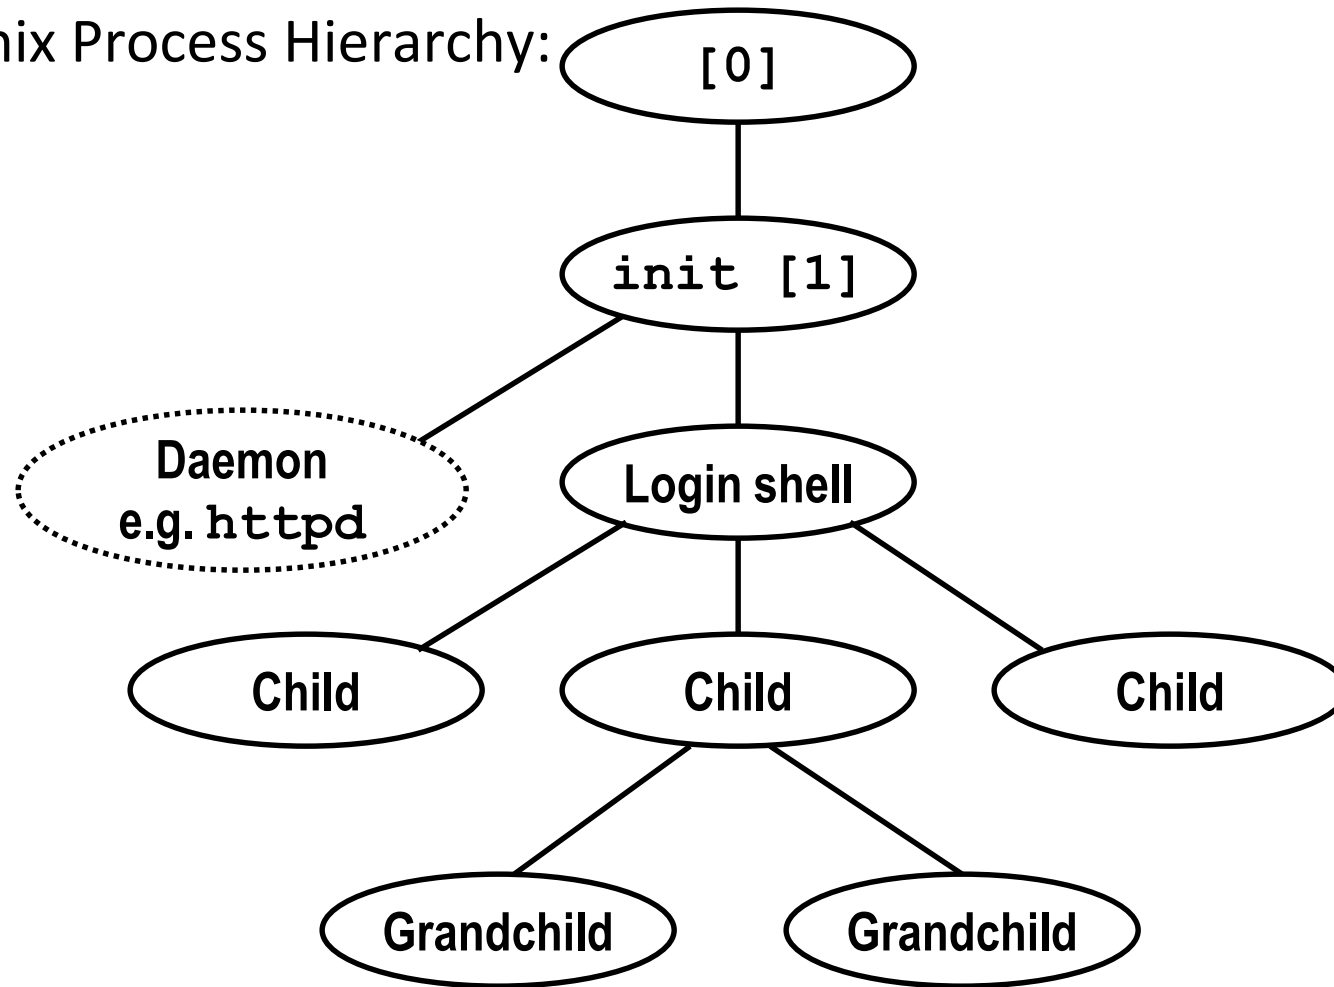 nix Process Hierarchy:
[0]
init [1]
Daemon
e.g. httpd
Login shell
Child
Child
Child
Grandchild
Grandchild